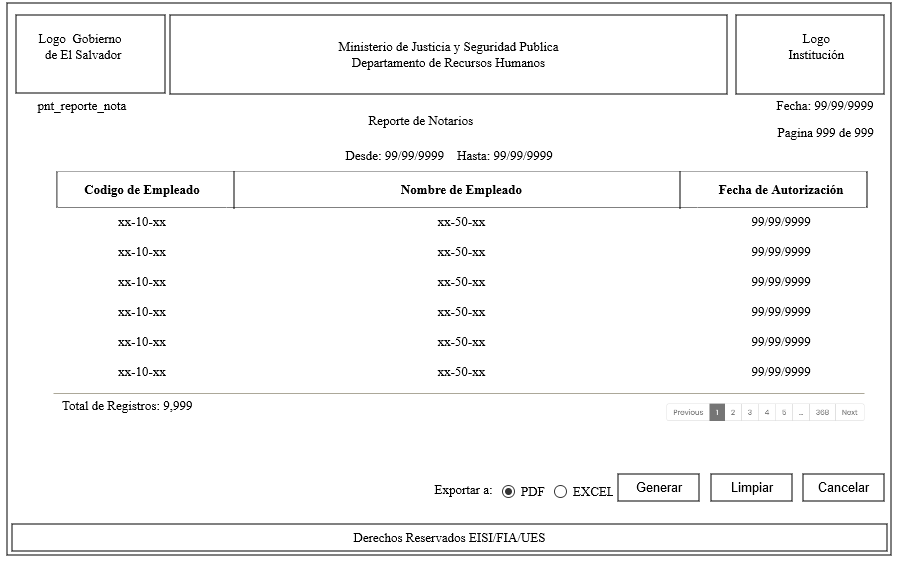 Logo Gobierno
de El Salvador
Ministerio de Justicia y Seguridad Publica
Departamento de Recursos Humanos
Logo
Institución
pnt_reporte_nota
Fecha: 99/99/9999
Reporte de Notarios
Pagina 999 de 999
Desde: 99/99/9999 Hasta: 99/99/9999
Codigo de Empleado Nombre de Empleado Fecha de Autorización
xx-10-xx xx-50-xx 99/99/9999
xx-10-xx xx-50-xx 99/99/9999
xx-10-xx xx-50-xx 99/99/9999
xx-10-xx xx-50-xx 99/99/9999
xx-10-xx xx-50-xx 99/99/9999
xx-10-xx xx-50-xx 99/99/9999
Total de Registros: 9,999
Previous 1 2 3 4 5 ... 368 Next
Exportar a: PDF EXCEL Generar Limpiar Cancelar
Derechos Reservados EISI/FIA/UES